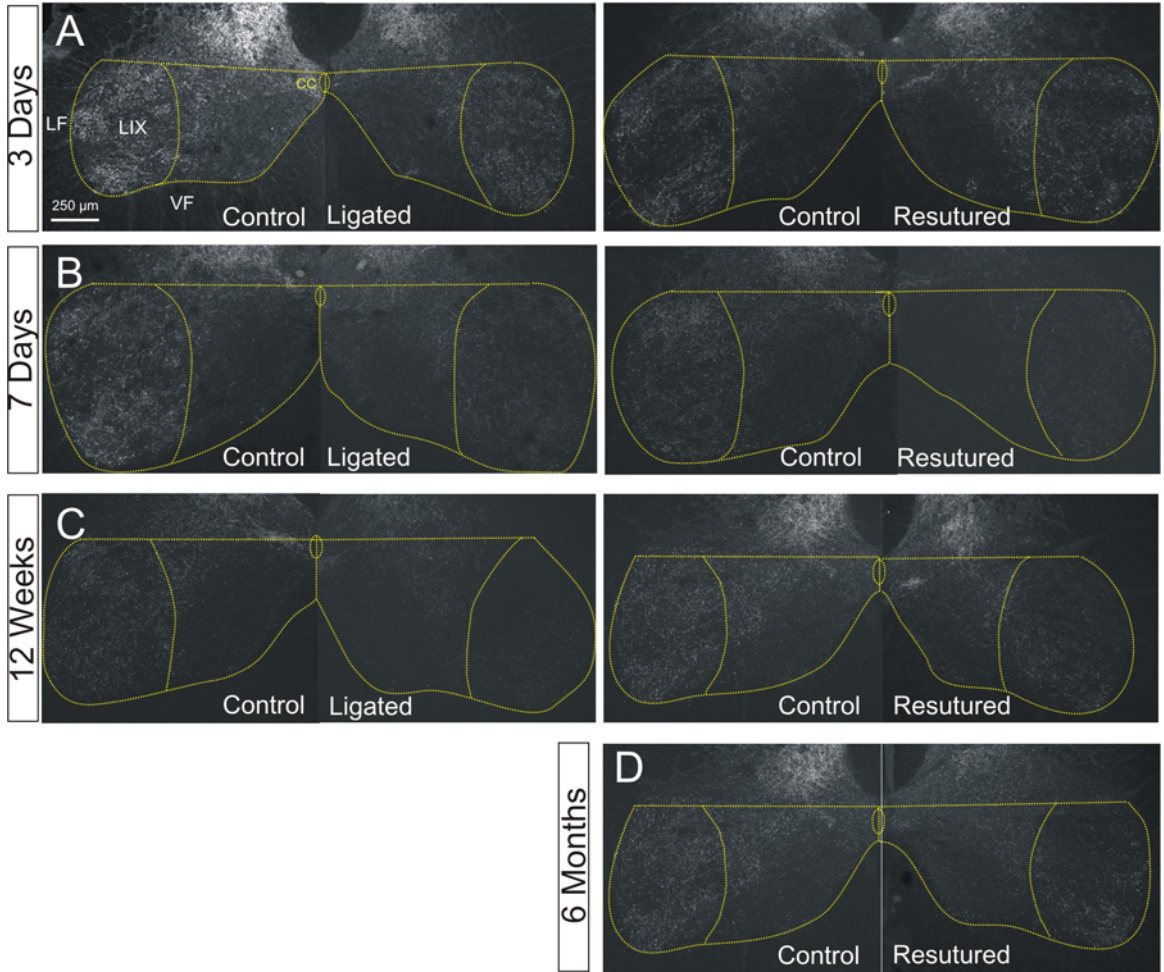 3 Days
A
cc
LF
LIX
250 µm
VF
Control Ligated
Control Resutured
7 Days
B
Control Ligated
Control Resutured
12 Weeks
C
Control Ligated
Control Resutured
6 Months
D
Control Resutured